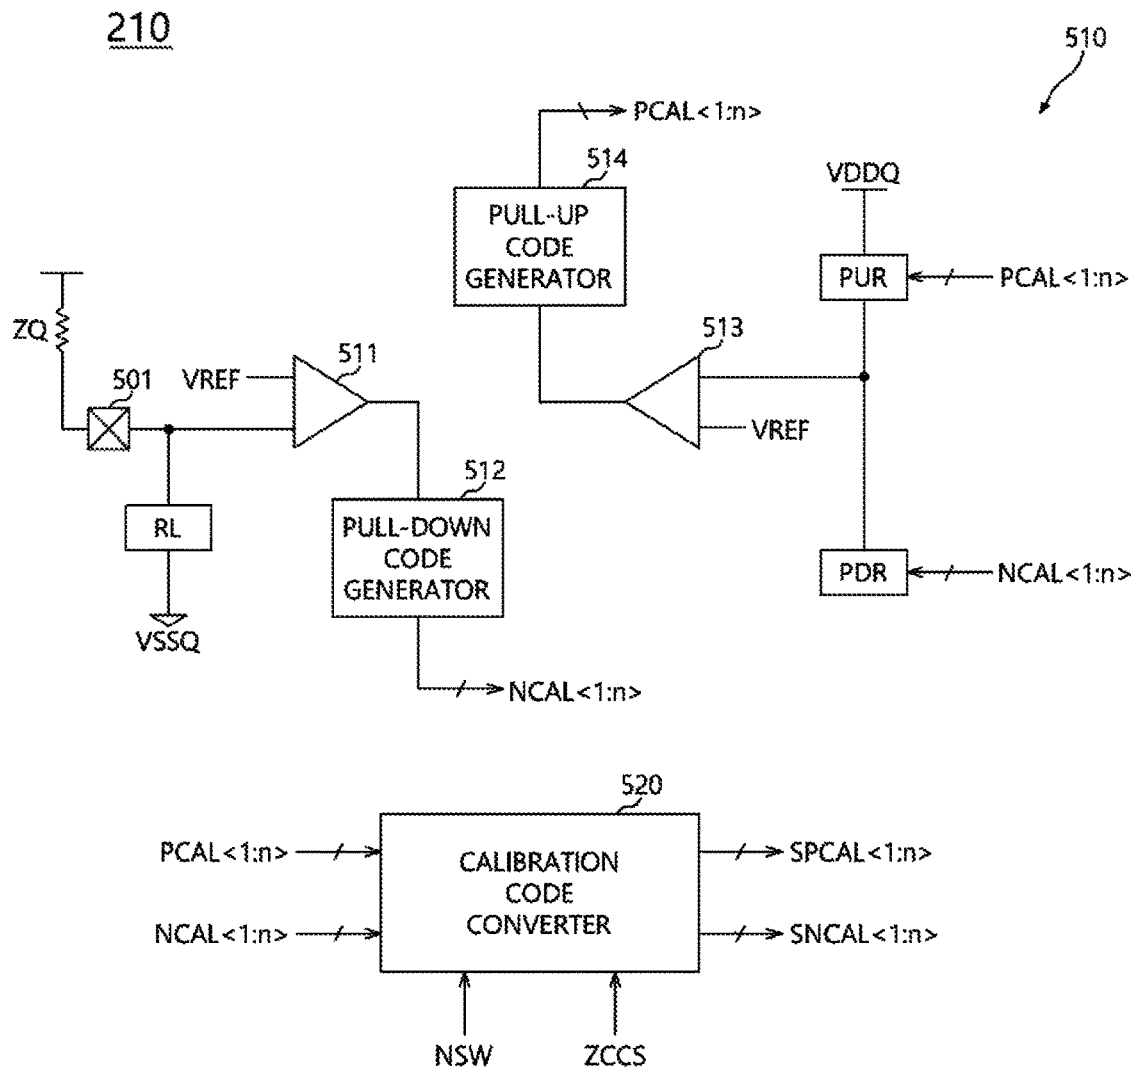 210
510
PCAL<1:n>
514
VDDQ
PULL-UP
CODE
GENERATOR
PUR
PCAL<1:n>
ZQ
513
511
VREF
501
VREF
512
RL
PULL-DOWN
CODE
GENERATOR
PDR
NCAL<1:n>
VSSQ
NCAL<1:n>
520
PCAL<1:n>
CALIBRATION
CODE
CONVERTER
SPCAL<1:n>
NCAL<1:n>
SNCAL<1:n>
NSW
ZCCS